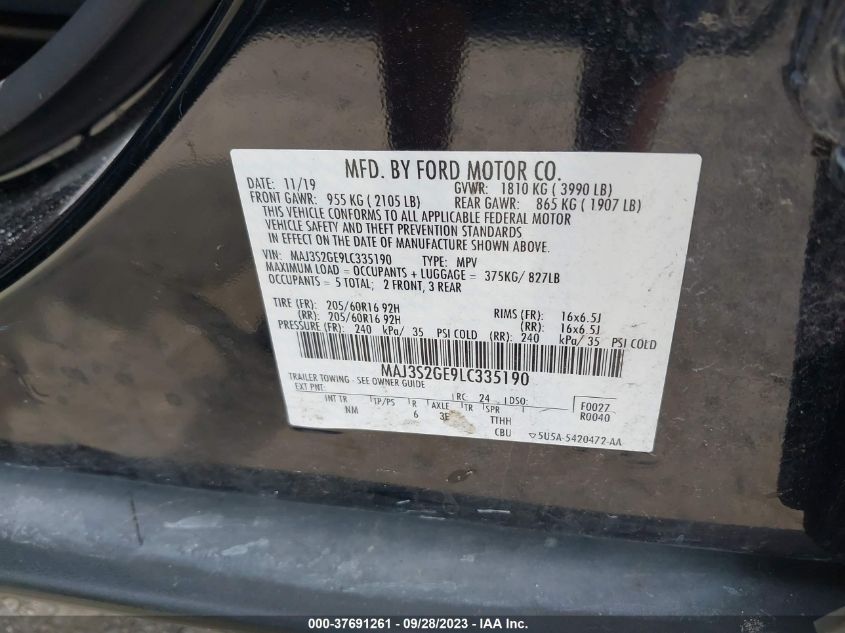 MFD. BY FORD MOTOR CO.
DATE: 11/19 GVWR: 1810 KG ( 3990 LB)
FRONT GAWR: 955 KG ( 2105 LB) REAR GAWR: 865 KG ( 1907 LB)
THIS VEHICLE CONFORMS TO ALL APPLICABLE FEDERAL MOTOR
VEHICLE SAFETY AND THEFT PREVENTION STANDARDS
IN EFFECT ON THE DATE OF MANUFACTURE SHOWN ABOVE.
VIN: MAJ3S2GE9LC335190 TYPE: MPV
MAXIMUM LOAD = OCCUPANTS + LUGGAGE = 375KG/ 827LB
OCCUPANTS = 5 TOTAL; 2 FRONT, 3 REAR
TIRE (FR): 205/60R16 92H RIMS (FR): 16x6.5J
(RR): 205/60R16 92H (RR): 16x6.5J
PRESSURE (FR): 240 kPa/ 35 PSI COLD (RR): 240 kPa/35 PSI COLD
MAJ3S2GE9LC335190
TRAILER TOWING - SEE OWNER GUIDE
EXT PNT: RC: 24 DSO: F0027
INT TR TP/PS R AXLE TR SPR R0040
NM 6 3E TTHH
CBU 5U5A-5420472-AA
000-37691261 - 09/28/2023 - IAA Inc.